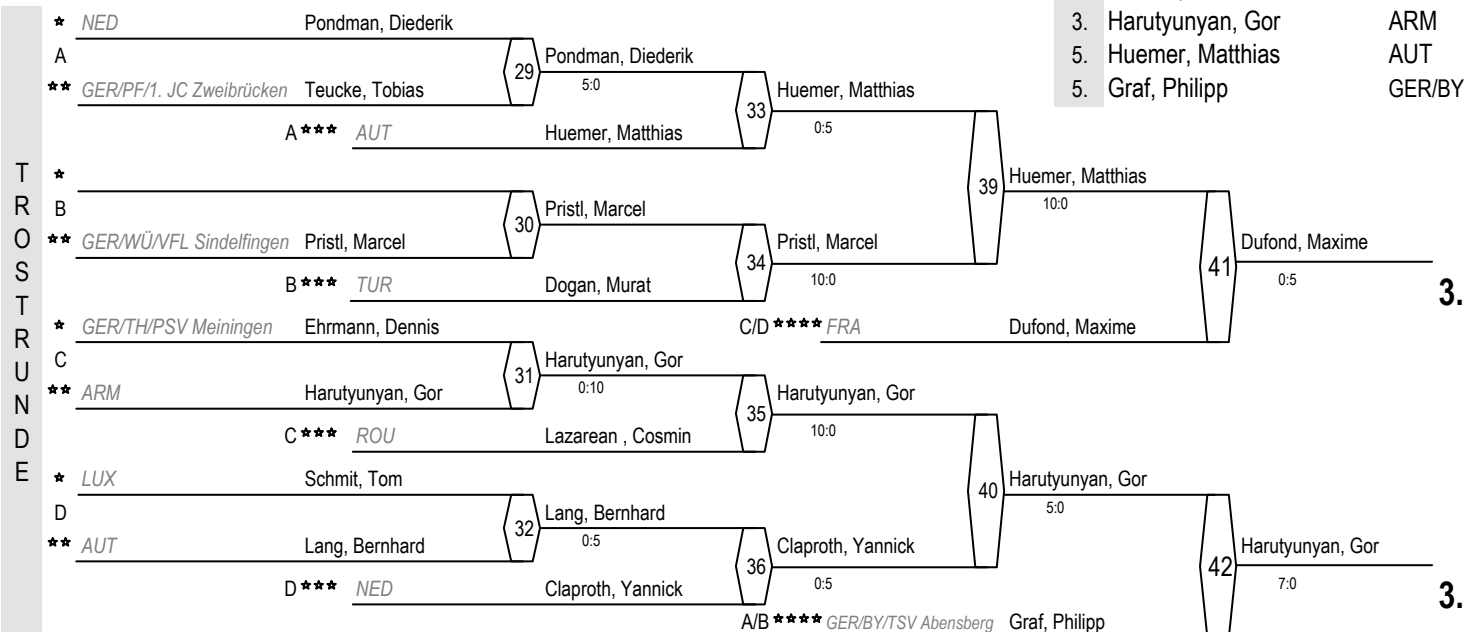 3. Harutyunyan, Gor ARM
5. Huemer, Matthias AUT
5. Graf, Philipp GER/BY
TROSTRUNDE
* NED Pondman, Diederik
A
29 Pondman, Diederik
5:0
** GER/PF/1. JC Zweibrücken Teucke, Tobias
33 Huemer, Matthias
0:5
A *** AUT Huemer, Matthias
*
B
30 Pristl, Marcel
** GER/WÜ/VFL Sindelfingen Pristl, Marcel
34 Pristl, Marcel
10:0
B *** TUR Dogan, Murat
39 Huemer, Matthias
10:0
41 Dufond, Maxime
0:5
3.
C/D **** FRA Dufond, Maxime
* GER/TH/PSV Meiningen Ehrmann, Dennis
C
31 Harutyunyan, Gor
0:10
** ARM Harutyunyan, Gor
35 Harutyunyan, Gor
10:0
C *** ROU Lazarean , Cosmin
* LUX Schmit, Tom
D
32 Lang, Bernhard
0:5
** AUT Lang, Bernhard
36 Claproth, Yannick
0:5
D *** NED Claproth, Yannick
40 Harutyunyan, Gor
5:0
42 Harutyunyan, Gor
7:0
3.
A/B **** GER/BY/TSV Abensberg Graf, Philipp